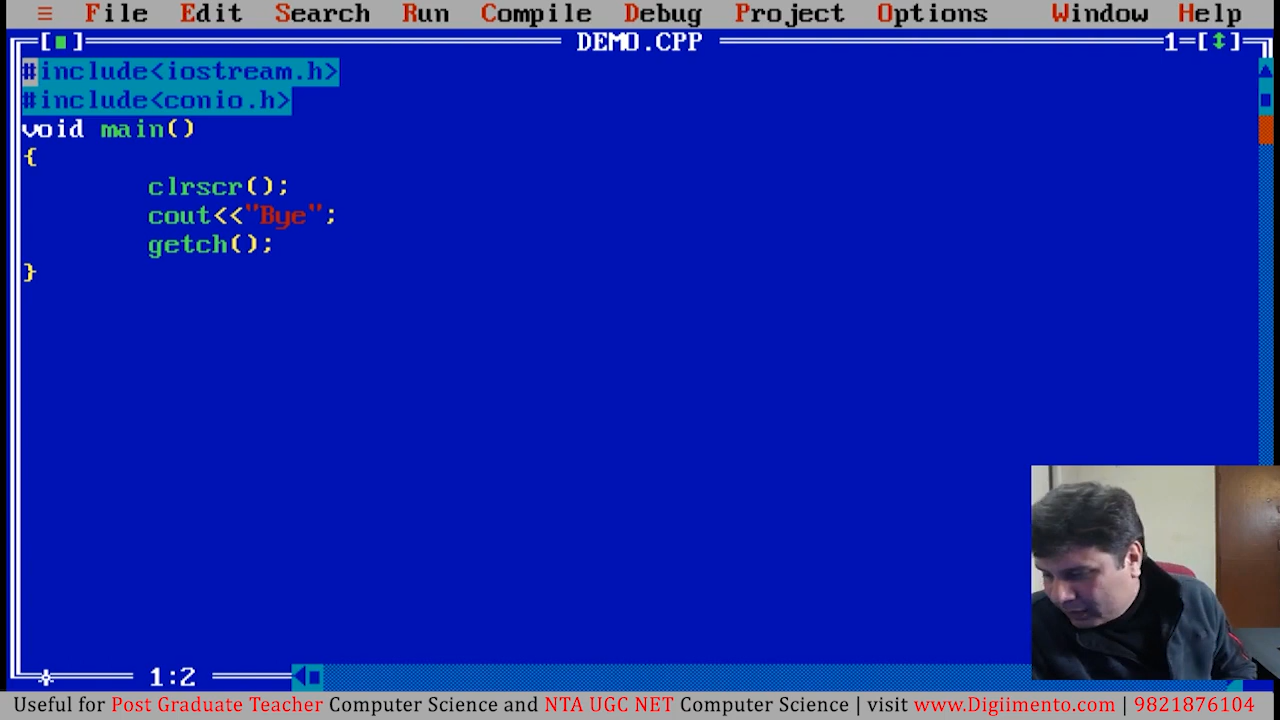 ≡ File Edit Search Run Compile Debug Project Options Window Help
[■] DEMO.CPP 1=[↕]
#include<iostream.h>
#include<conio.h>
void main()
{
clrscr();
cout<<"Bye";
getch();
}
1:2
Useful for Post Graduate Teacher Computer Science and NTA UGC NET Computer Science | visit www.Digiimento.com | 9821876104